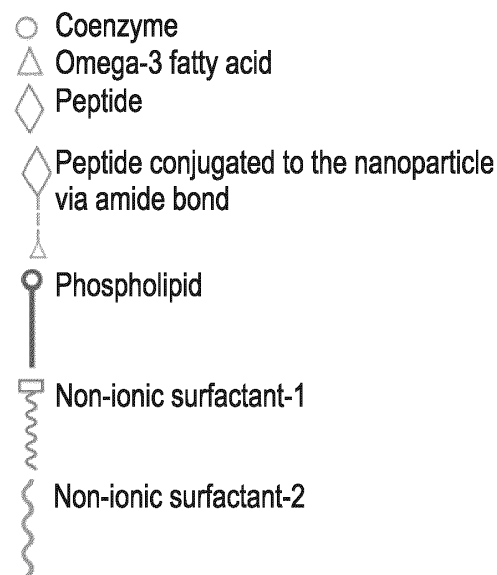 Coenzyme
Omega-3 fatty acid
Peptide
Peptide conjugated to the nanoparticle
via amide bond
Phospholipid
Non-ionic surfactant-1
Non-ionic surfactant-2